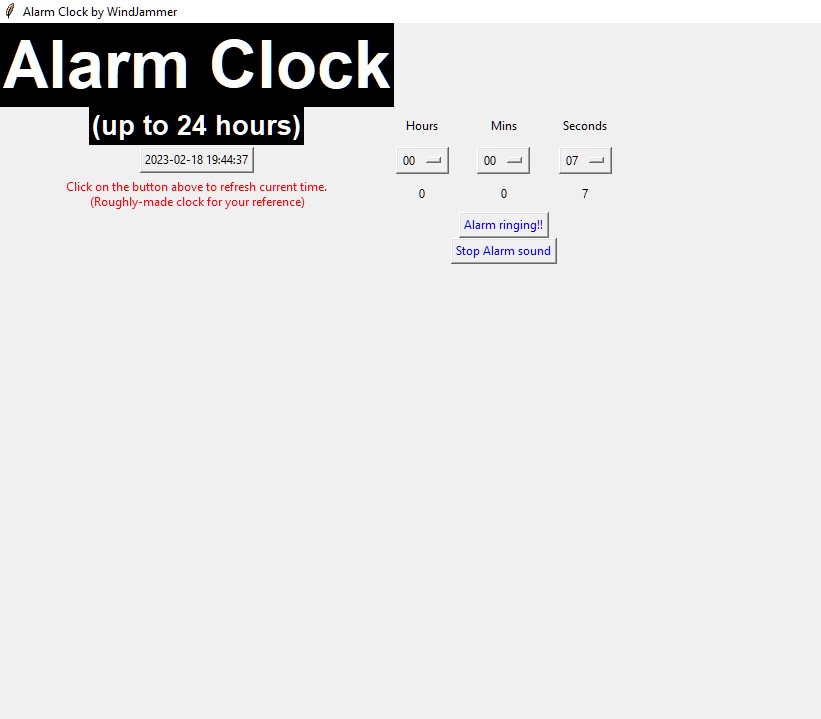 Alarm Clock by WindJammer
Alarm Clock
(up to 24 hours)
2023-02-18 19:44:37
Click on the button above to refresh current time.
(Roughly-made clock for your reference)
Hours Mins Seconds
00 00 07
0 0 7
Alarm ringing!!
Stop Alarm sound